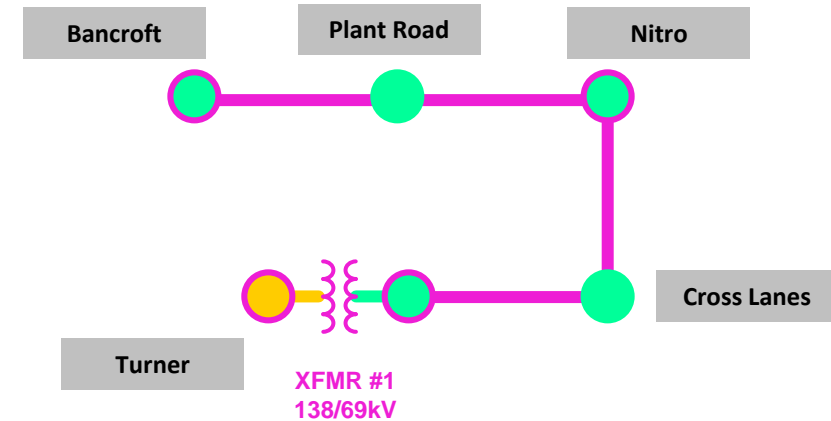 Bancroft
Plant Road
Nitro
Cross Lanes
Turner
XFMR #1
138/69kV